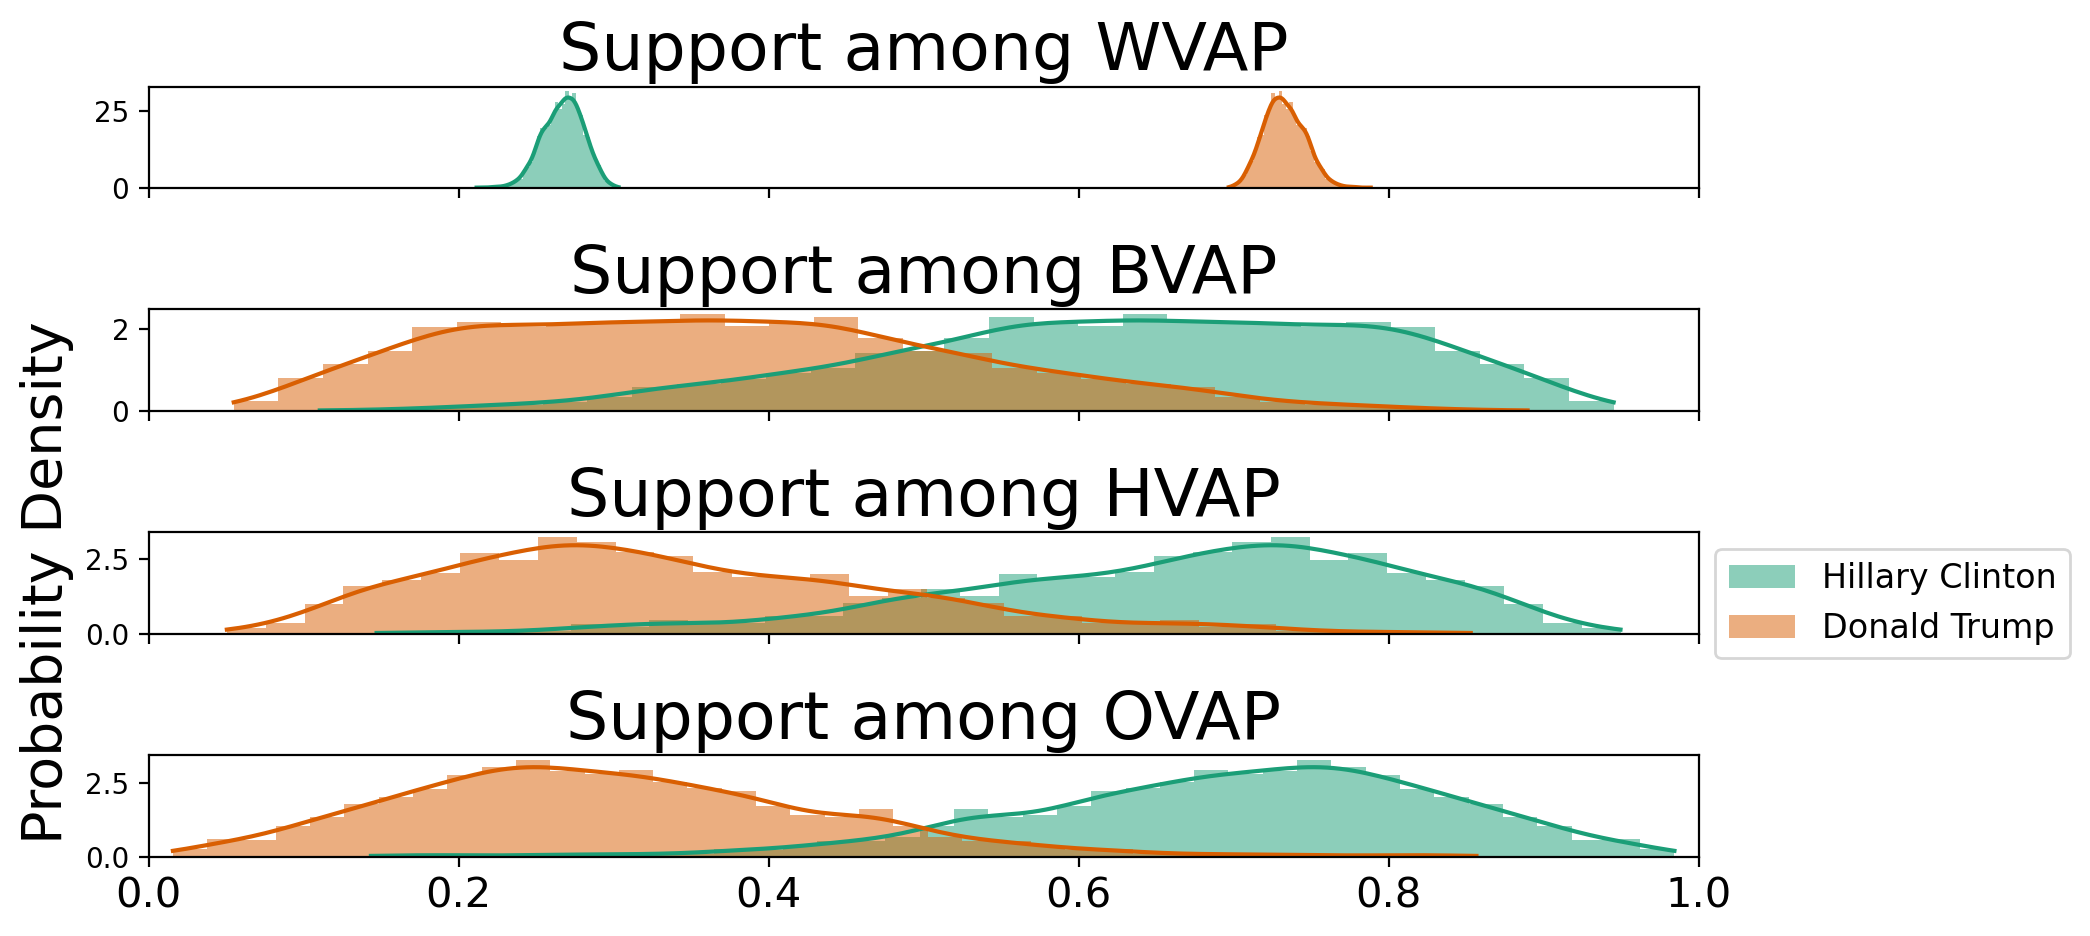 Support among WVAP
25
0
Support among BVAP
2
0
Support among HVAP
2.5
0.0
Support among OVAP
2.5
0.0
0.0 0.2 0.4 0.6 0.8 1.0
Probability Density
Hillary Clinton
Donald Trump